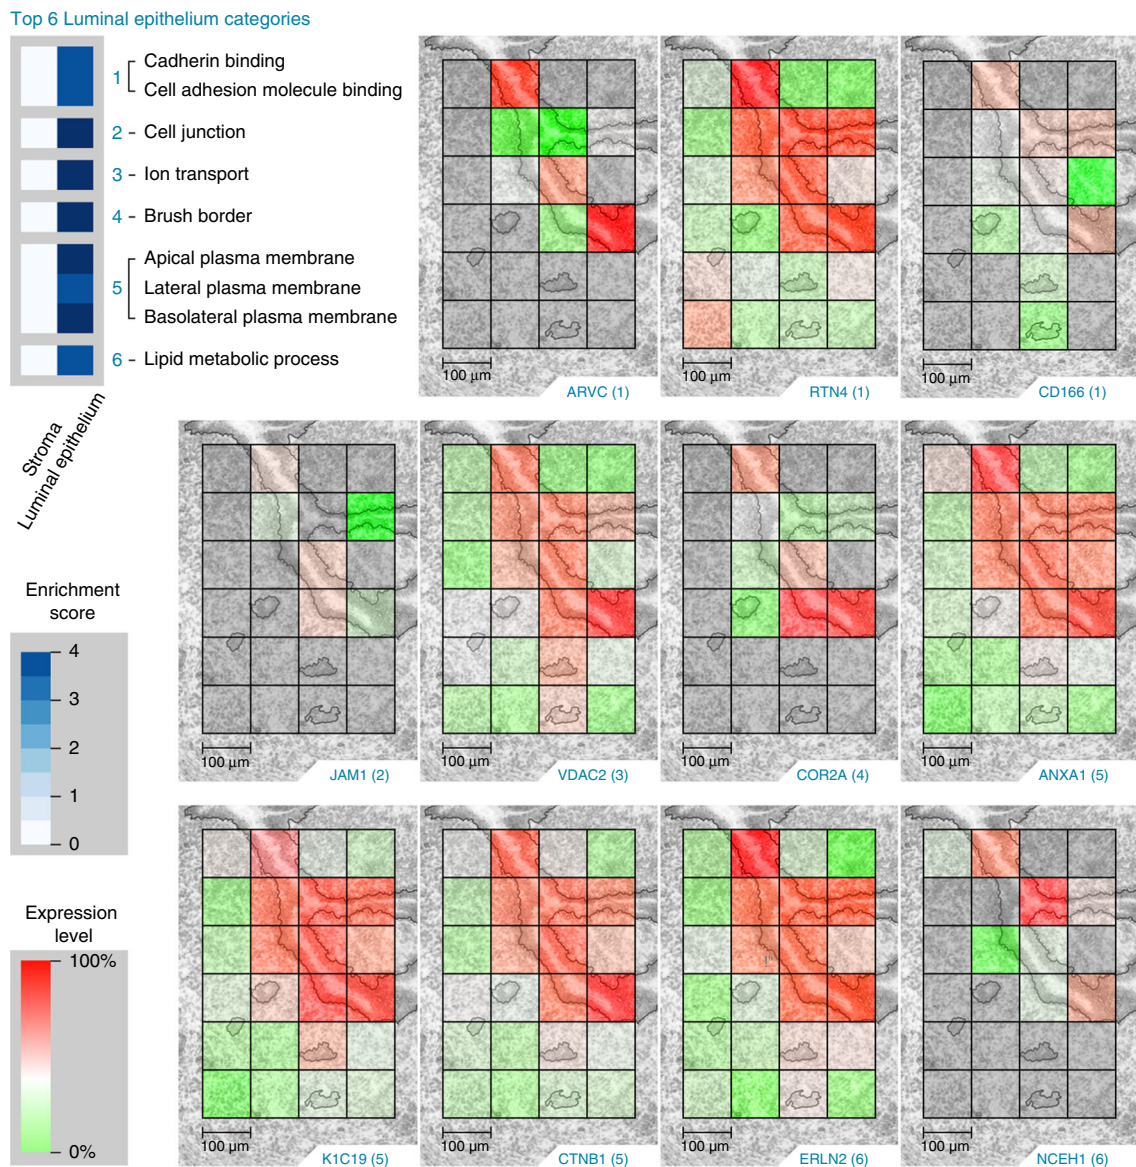 Top 6 Luminal epithelium categories
1
Cadherin binding
Cell adhesion molecule binding
2 - Cell junction
3 - Ion transport
4 - Brush border
5
Apical plasma membrane
Lateral plasma membrane
Basolateral plasma membrane
6 - Lipid metabolic process
Stroma
Luminal epithelium
100 µm
ARVC (1)
100 µm
RTN4 (1)
100 µm
CD166 (1)
100 µm
JAM1 (2)
100 µm
VDAC2 (3)
100 µm
COR2A (4)
100 µm
ANXA1 (5)
Enrichment
score
4
3
2
1
0
Expression
level
100%
0%
100 µm
K1C19 (5)
100 µm
CTNB1 (5)
100 µm
ERLN2 (6)
100 µm
NCEH1 (6)